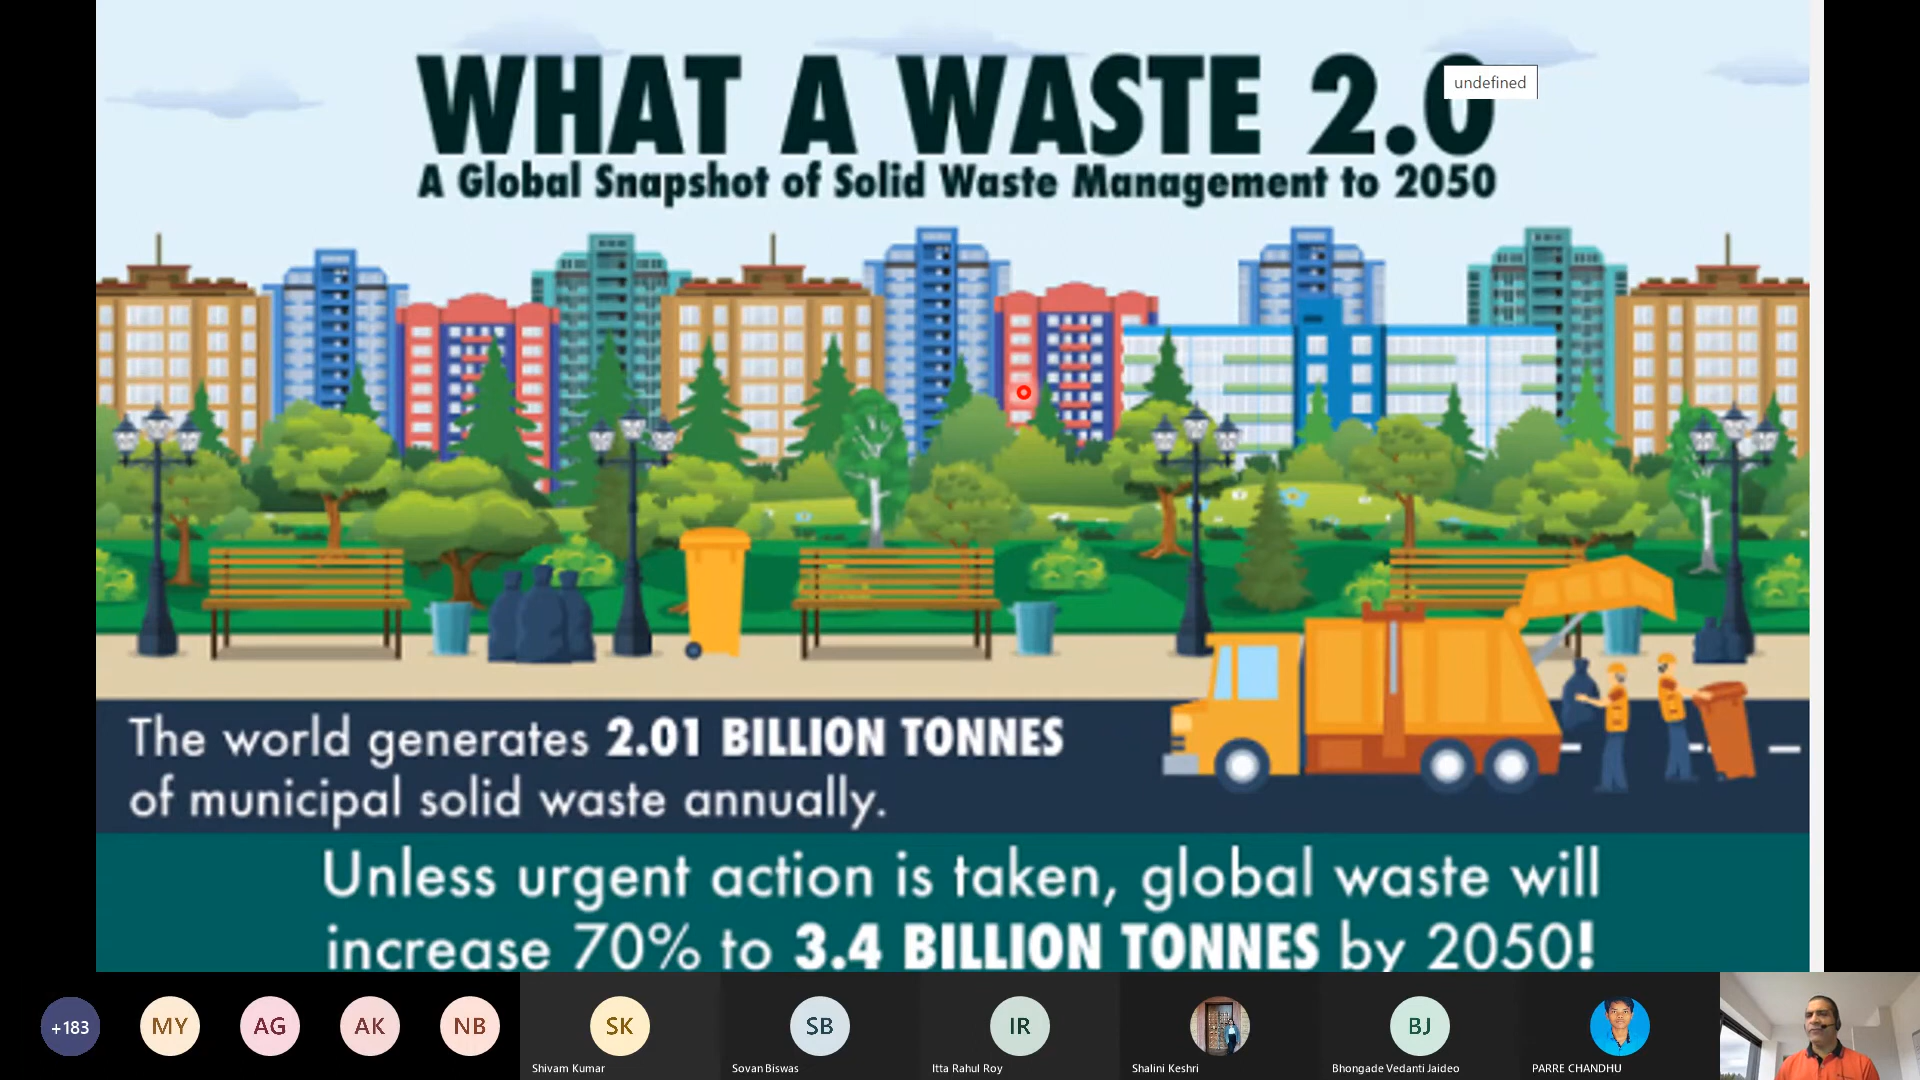 WHAT A WASTE 2.0
undefined
A Global Snapshot of Solid Waste Management to 2050
The world generates 2.01 BILLION TONNES
of municipal solid waste annually.
Unless urgent action is taken, global waste will
increase 70% to 3.4 BILLION TONNES by 2050!
+183
MY
AG
AK
NB
SK
SB
IR
BJ
Shivam Kumar
Sovan Biswas
Itta Rahul Roy
Shalini Keshri
Bhongade Vedanti Jaideo
PARRE CHANDHU